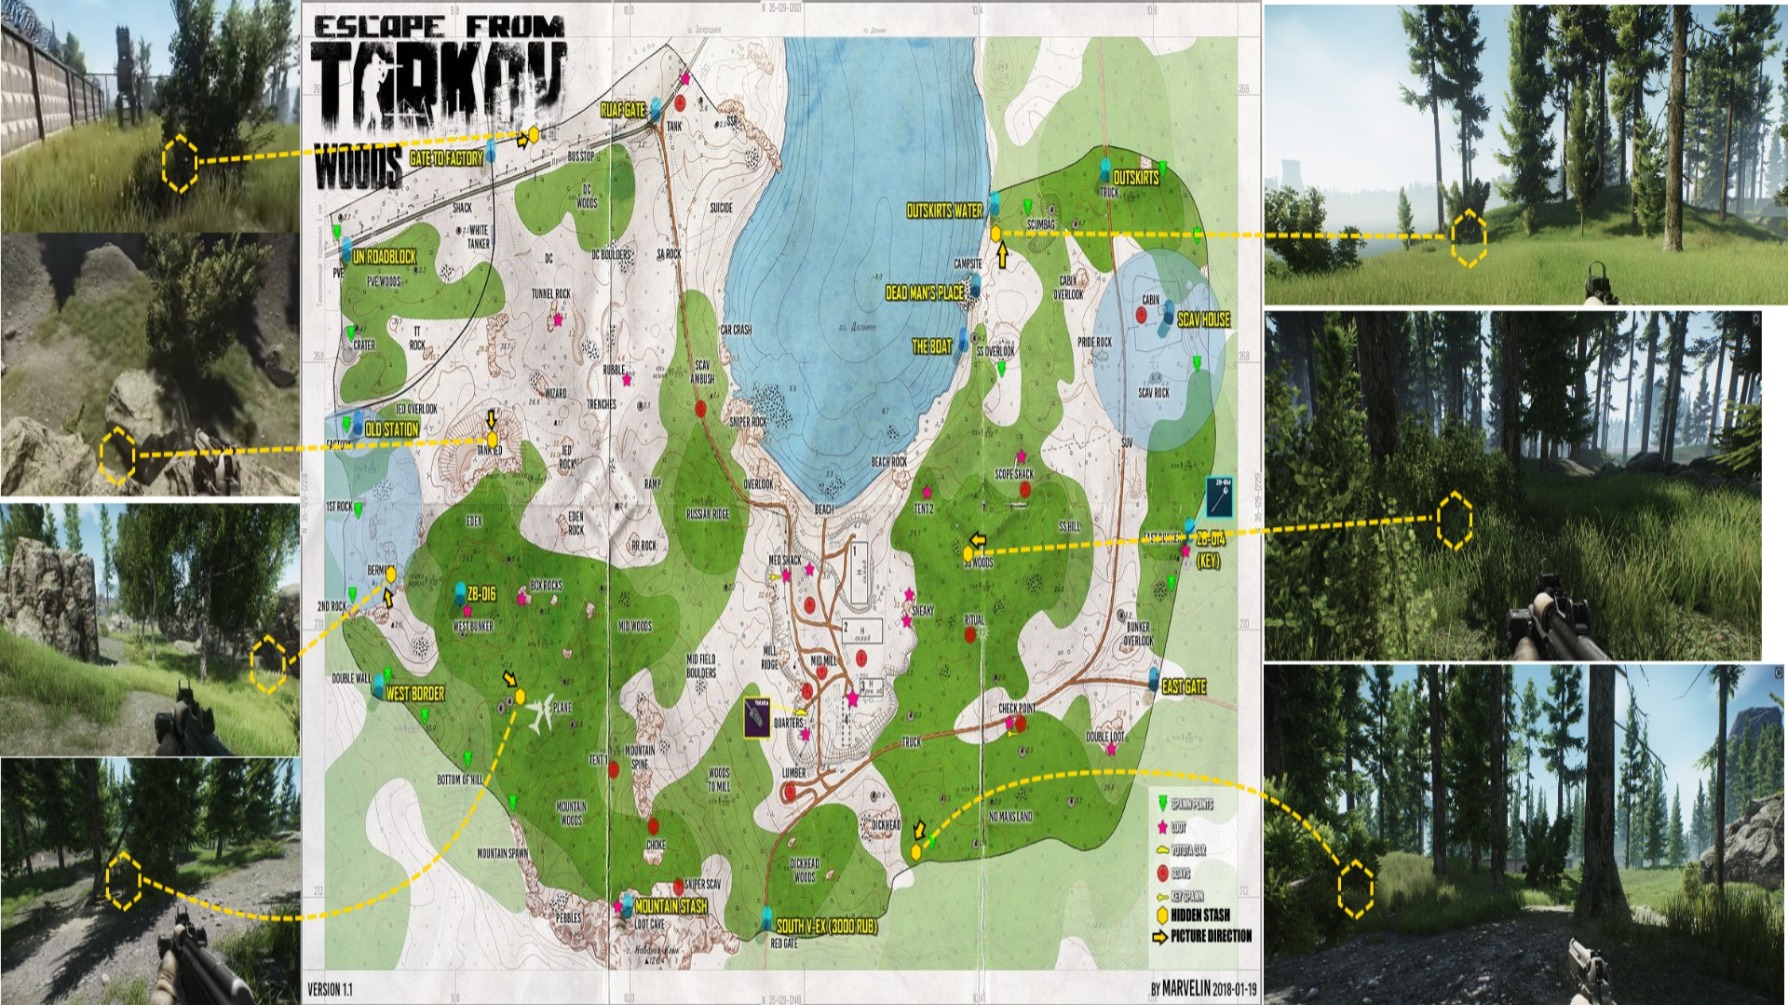 ESCAPE FROM
TARKOV
WOODS
RUAF GATE
TANK
SSR
GATE TO FACTORY
BUS STOP
DC
WOODS
SHACK
WHITE
TANKER
SUICIDE
OUTSKIRTS
TRUCK
OUTSKIRTS WATER
SCUMBAG
UN ROADBLOCK
PVE WOODS
DC
DC BOULDERS
SA ROCK
CAMPSITE
CABIN
OVERLOOK
DEAD MAN'S PLACE
CABIN
SCAV HOUSE
TUNNEL ROCK
CAR CRASH
THE BOAT
SS OVERLOOK
PRIDE ROCK
CRATER
TT
ROCK
SCAV
AMBUSH
RUBBLE
WIZARD
TRENCHES
SCAV ROCK
IED OVERLOOK
OLD STATION
SNIPER ROCK
TANK IED
IED
ROCK
SUV
BEACH ROCK
SCOPE SHACK
RAMP
OVERLOOK
1ST ROCK
EDEN
EDEN
ROCK
RUSSIAN RIDGE
BEACH
TENT 2
SS HILL
RR ROCK
ZB-014
(KEY)
SS WOODS
MED SHACK
1
ZB-016
BOX ROCKS
WEST BUNKER
2ND ROCK
MID WOODS
SNEAKY
RITUAL
2
BUNKER
OVERLOOK
MID FIELD
BOULDERS
MILL
RIDGE
MID MILL
DOUBLE WALL
WEST BORDER
3
EAST GATE
PLANE
QUARTERS
CHECK POINT
TRUCK
DOUBLE LOOT
MOUNTAIN
SPINE
TENT 1
BOTTOM OF HILL
WOODS
TO MILL
LUMBER
MOUNTAIN
WOODS
NO MANS LAND
DICKHEAD
CHOKE
MOUNTAIN SPAWN
DICKHEAD
WOODS
SNIPER SCAV
MOUNTAIN STASH
PEBBLES
LOOT CAVE
SOUTH V-EX (3000 RUB)
RED GATE
SPAWN POINTS
LOOT
TOYOTA CAR
SCAVS
KEY SPAWN
HIDDEN STASH
PICTURE DIRECTION
VERSION 1.1
BY MARVELIN 2018-01-19